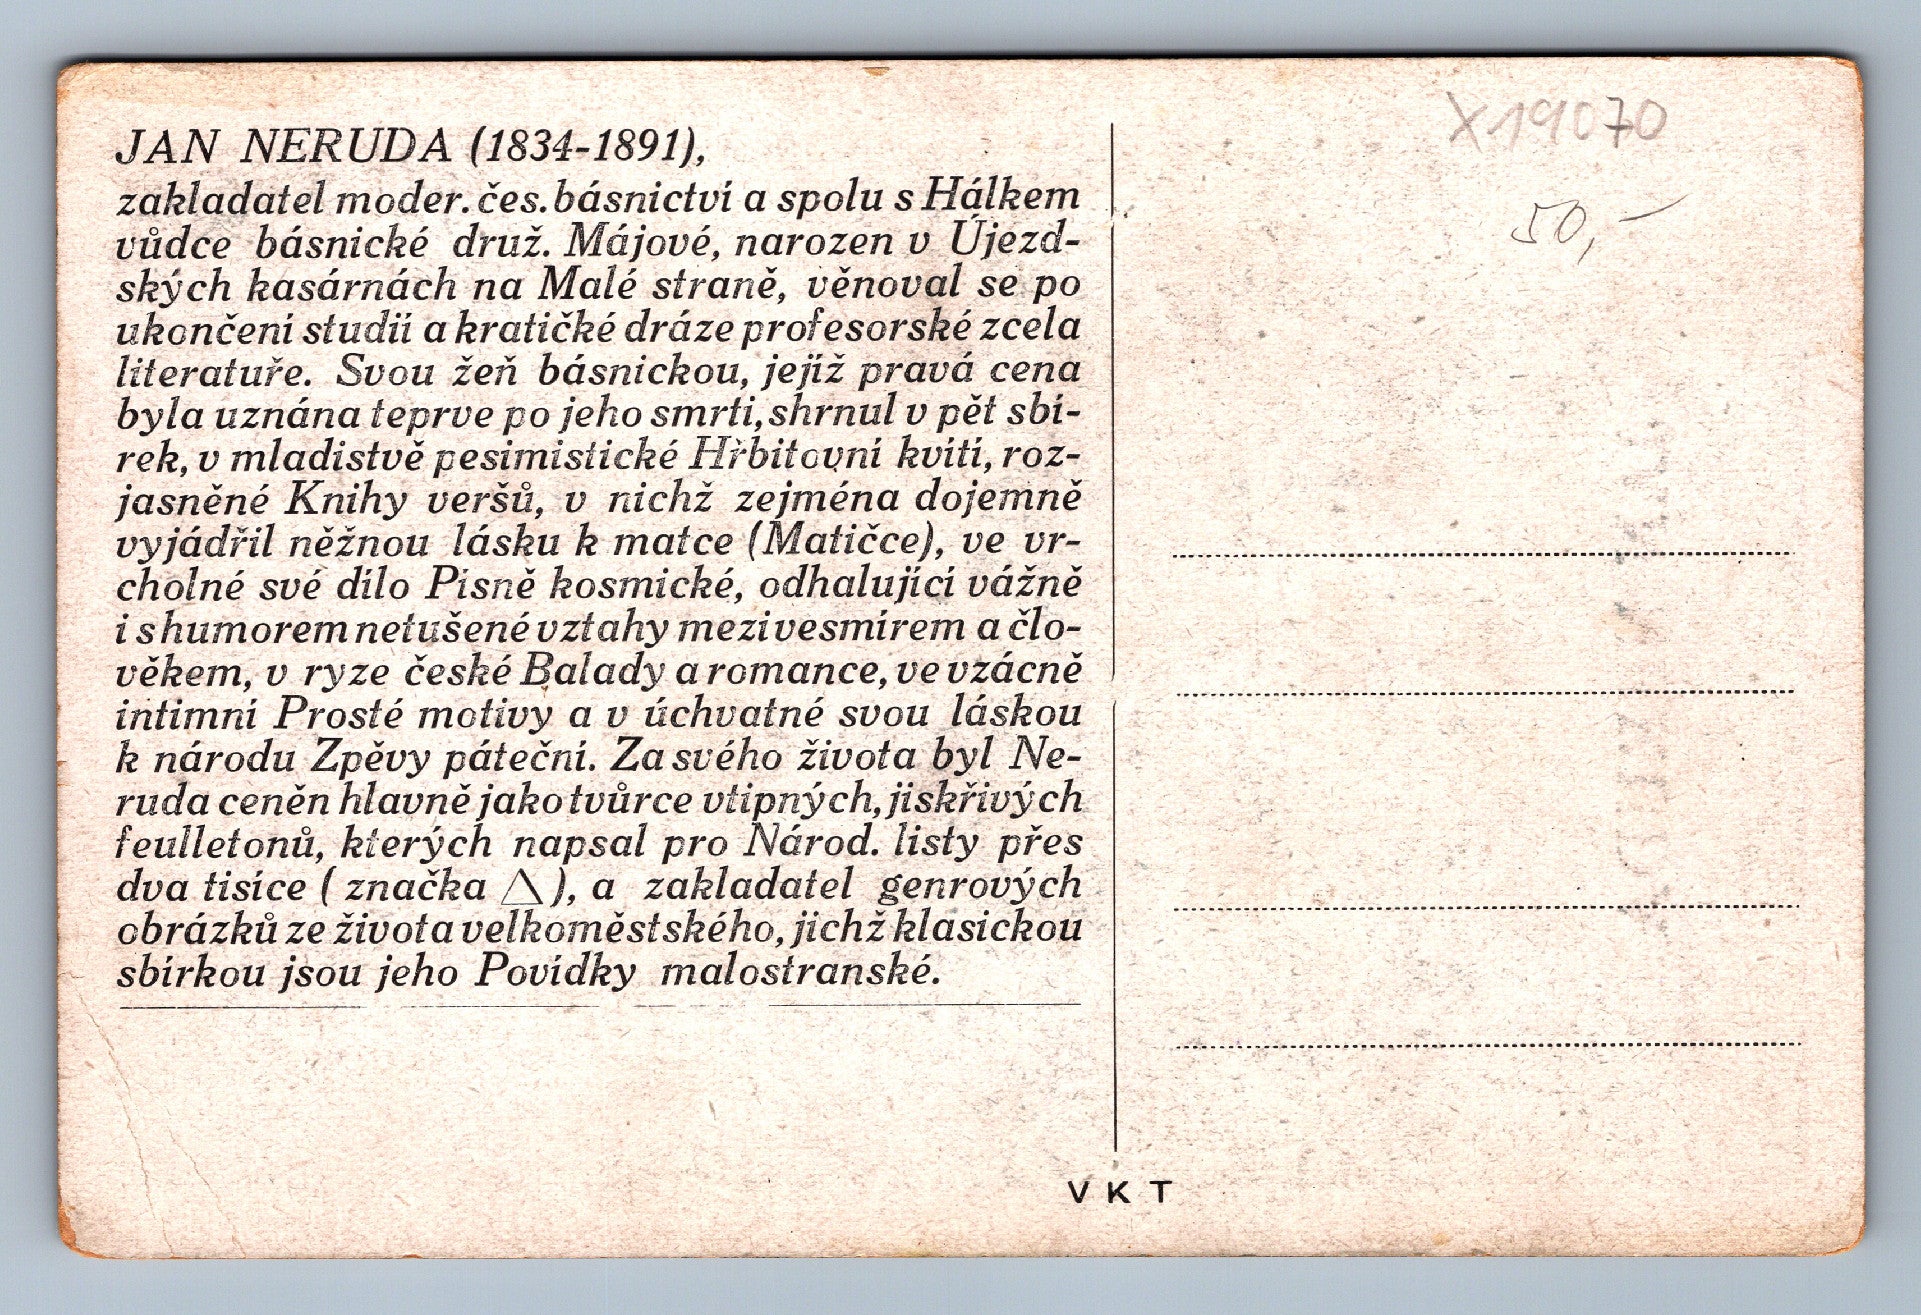 JAN NERUDA (1834-1891),
zakladatel moder. čes. básnictví a spolu s Hálkem
vůdce básnické druž. Májové, narozen v Újezd-
ských kasárnách na Malé straně, věnoval se po
ukončení studií a kratičké dráze profesorské zcela
literatuře. Svou žeň básnickou, jejíž pravá cena
byla uznána teprve po jeho smrti, shrnul v pět sbí-
rek, v mladistvě pesimistické Hřbitovní kvítí, roz-
jasněné Knihy veršů, v nichž zejména dojemně
vyjádřil něžnou lásku k matce (Matičce), ve vr-
cholné své dílo Písně kosmické, odhalující vážně
i s humorem netušené vztahy mezi vesmírem a člo-
věkem, v ryze české Balady a romance, ve vzácně
intimní Prosté motivy a v úchvatné svou láskou
k národu Zpěvy páteční. Za svého života byl Ne-
ruda ceněn hlavně jako tvůrce vtipných, jiskřivých
feulletonů, kterých napsal pro Národ. listy přes
dva tisíce ( značka △ ), a zakladatel genrových
obrázků ze života velkoměstského, jichž klasickou
sbírkou jsou jeho Povídky malostranské.
X19070
50,-
VKT